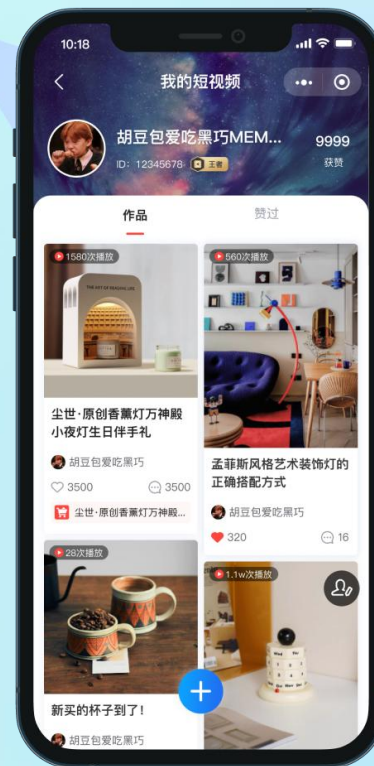 10:18
我的短视频
胡豆包爱吃黑巧MEM...
ID: 12345678
王者
9999
获赞
作品
赞过
1580次播放
尘世·原创香薰灯万神殿
小夜灯生日伴手礼
胡豆包爱吃黑巧
3500
3500
尘世·原创香薰灯万神殿...
560次播放
孟菲斯风格艺术装饰灯的
正确搭配方式
胡豆包爱吃黑巧
320
16
28次播放
新买的杯子到了！
胡豆包爱吃黑巧
1.1w次播放